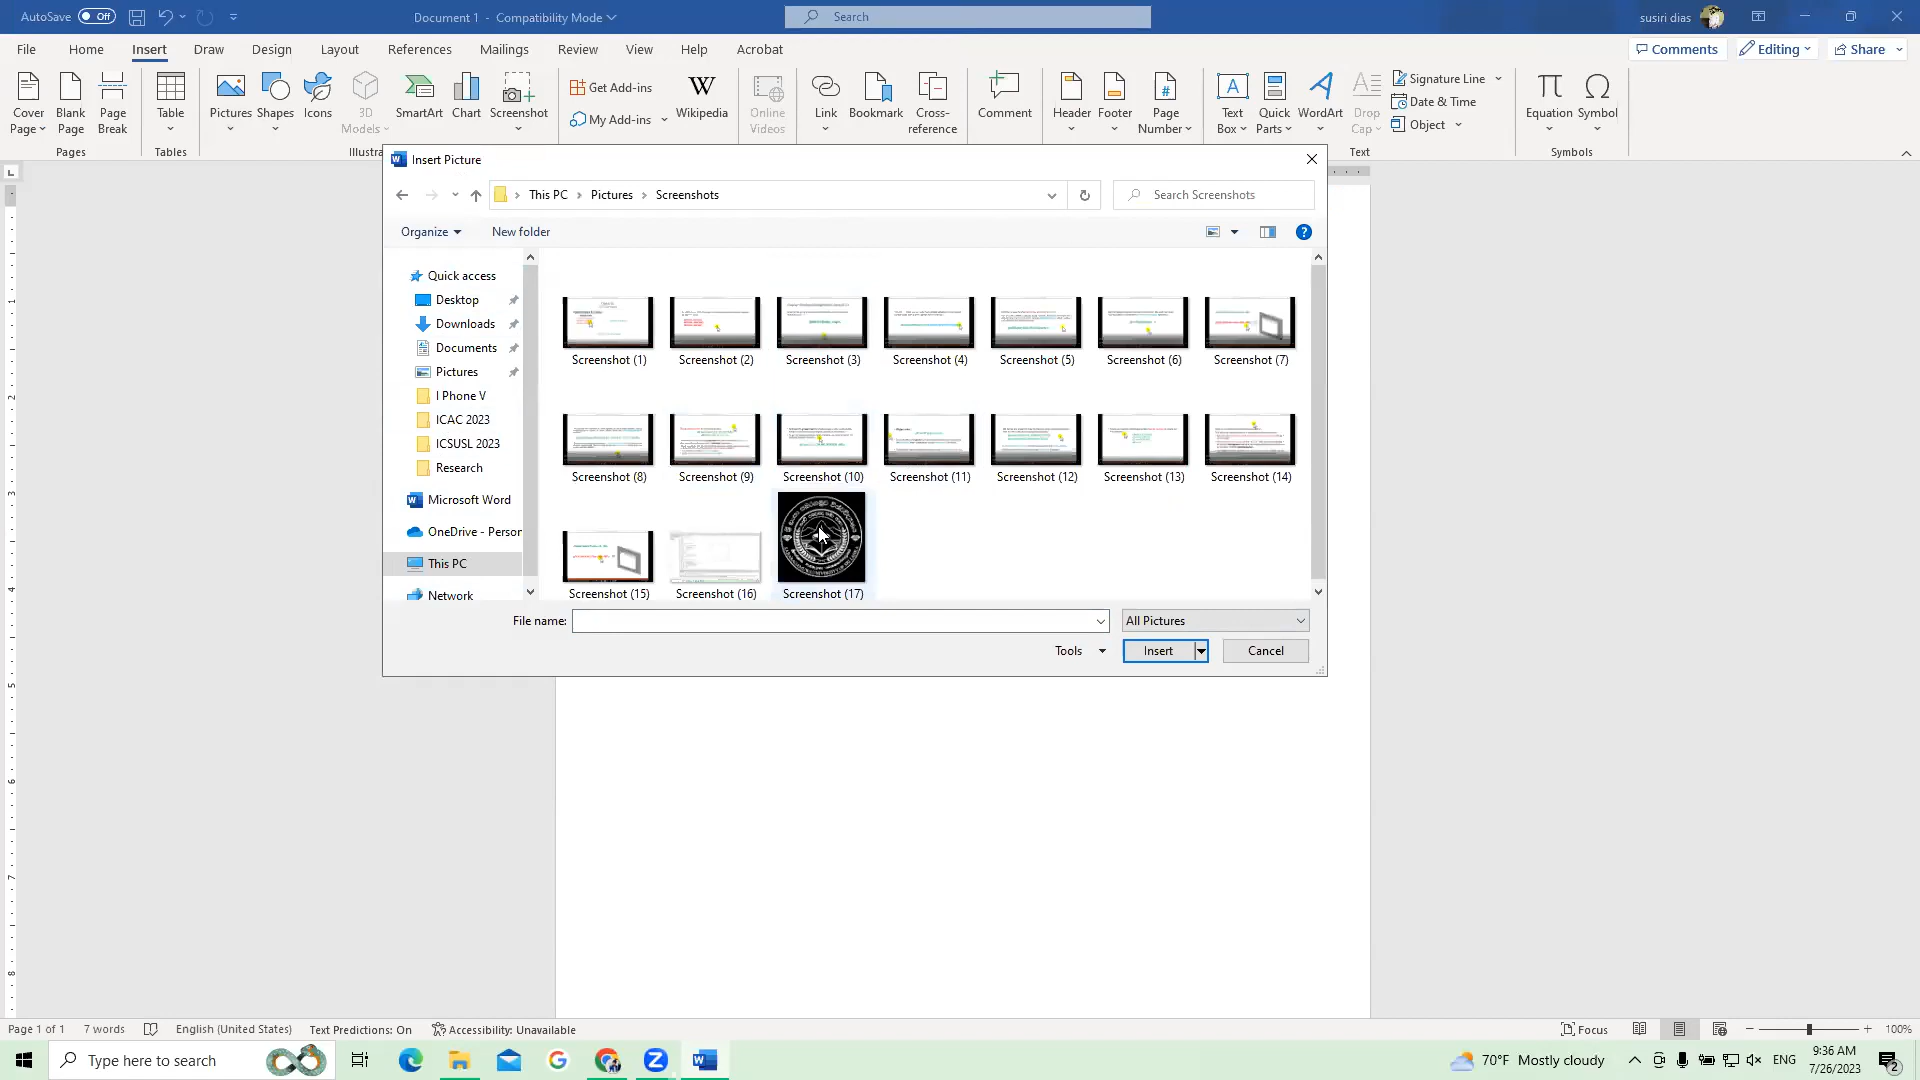 AutoSave Off Document 1 - Compatibility Mode Search susiri dias
File Home Insert Draw Design Layout References Mailings Review View Help Acrobat Comments Editing Share
Cover Page Blank Page Page Break Table Pictures Shapes Icons 3D Models SmartArt Chart Screenshot Get Add-ins My Add-ins Wikipedia Online Videos Link Bookmark Cross-reference Comment Header Footer Page Number Text Box Quick Parts WordArt Drop Cap Signature Line Date & Time Object Equation Symbol
Pages Tables Illustra Text Symbols
Insert Picture
This PC Pictures Screenshots Search Screenshots
Organize New folder
Quick access
Desktop
Downloads
Documents
Pictures
I Phone V
ICAC 2023
ICSUSL 2023
Research
Microsoft Word
OneDrive - Person
This PC
Network
Screenshot (1) Screenshot (2) Screenshot (3) Screenshot (4) Screenshot (5) Screenshot (6) Screenshot (7)
Screenshot (8) Screenshot (9) Screenshot (10) Screenshot (11) Screenshot (12) Screenshot (13) Screenshot (14)
Screenshot (15) Screenshot (16) Screenshot (17)
File name: All Pictures
Tools Insert Cancel
Page 1 of 1 7 words English (United States) Text Predictions: On Accessibility: Unavailable Focus 100%
Type here to search 70°F Mostly cloudy ENG 9:36 AM
7/26/2023 2